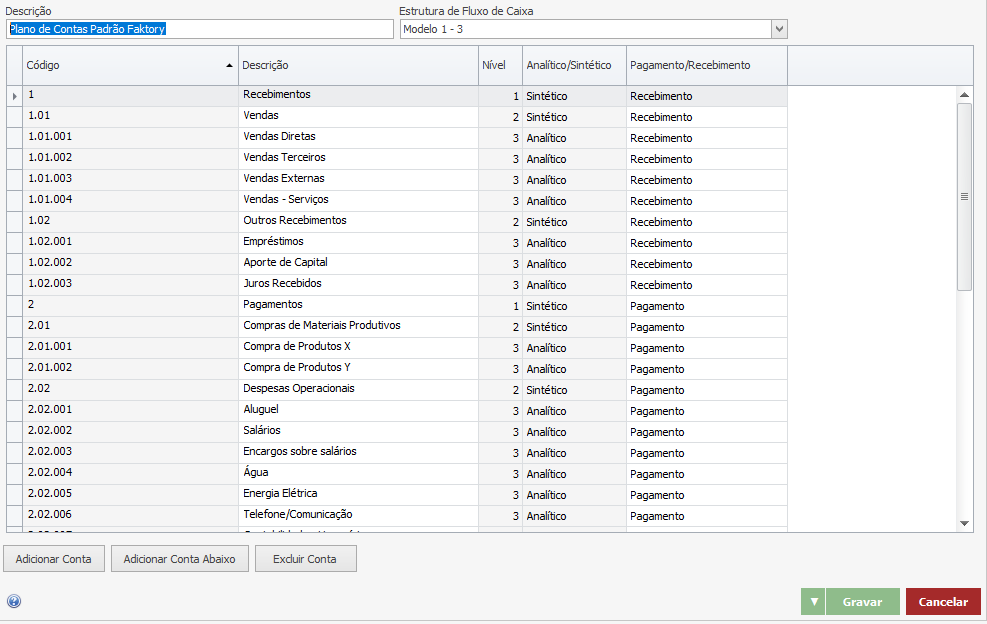 Descrição Estrutura de Fluxo de Caixa
Plano de Contas Padrão Faktory Modelo 1 - 3
Código Descrição Nível Analítico/Sintético Pagamento/Recebimento
1 Recebimentos 1 Sintético Recebimento
1.01 Vendas 2 Sintético Recebimento
1.01.001 Vendas Diretas 3 Analítico Recebimento
1.01.002 Vendas Terceiros 3 Analítico Recebimento
1.01.003 Vendas Externas 3 Analítico Recebimento
1.01.004 Vendas - Serviços 3 Analítico Recebimento
1.02 Outros Recebimentos 2 Sintético Recebimento
1.02.001 Empréstimos 3 Analítico Recebimento
1.02.002 Aporte de Capital 3 Analítico Recebimento
1.02.003 Juros Recebidos 3 Analítico Recebimento
2 Pagamentos 1 Sintético Pagamento
2.01 Compras de Materiais Produtivos 2 Sintético Pagamento
2.01.001 Compra de Produtos X 3 Analítico Pagamento
2.01.002 Compra de Produtos Y 3 Analítico Pagamento
2.02 Despesas Operacionais 2 Sintético Pagamento
2.02.001 Aluguel 3 Analítico Pagamento
2.02.002 Salários 3 Analítico Pagamento
2.02.003 Encargos sobre salários 3 Analítico Pagamento
2.02.004 Água 3 Analítico Pagamento
2.02.005 Energia Elétrica 3 Analítico Pagamento
2.02.006 Telefone/Comunicação 3 Analítico Pagamento
Adicionar Conta Adicionar Conta Abaixo Excluir Conta
Gravar Cancelar